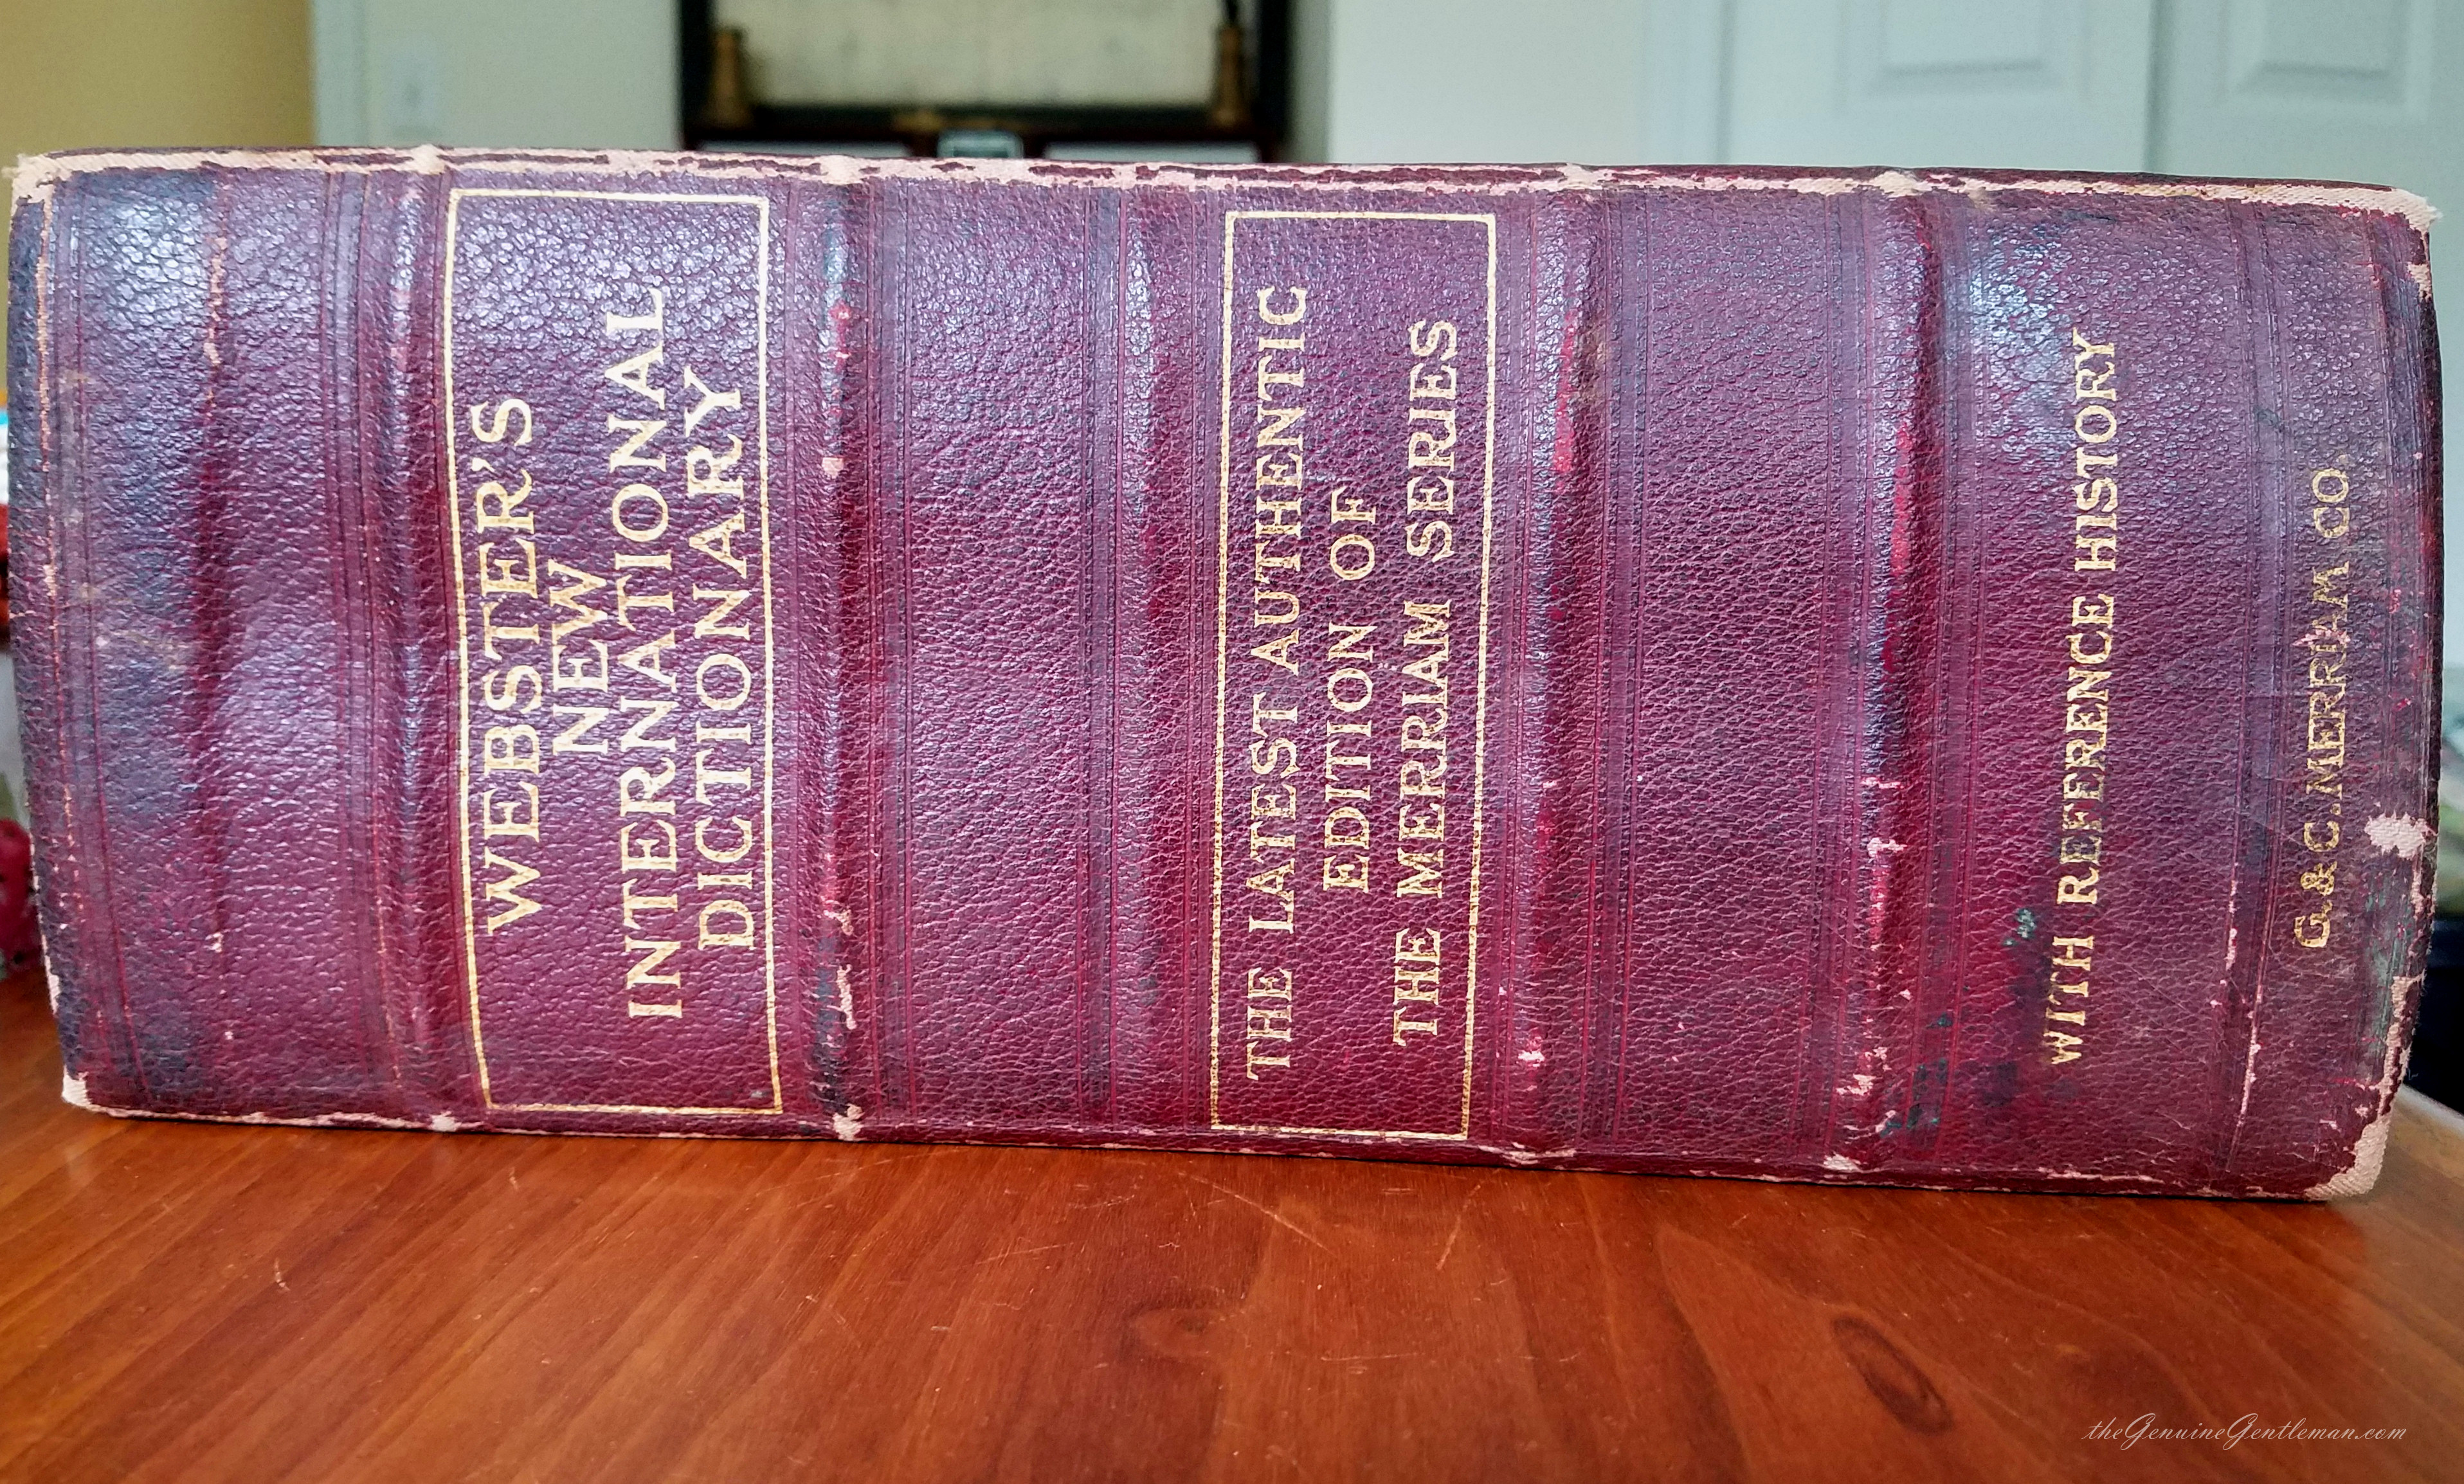 WEBSTER'S
NEW
INTERNATIONAL
DICTIONARY
THE LATEST AUTHENTIC
EDITION OF
THE MERRIAM SERIES
WITH REFERENCE HISTORY
G.&C.MERRIAM CO.
theGenuineGentleman.com